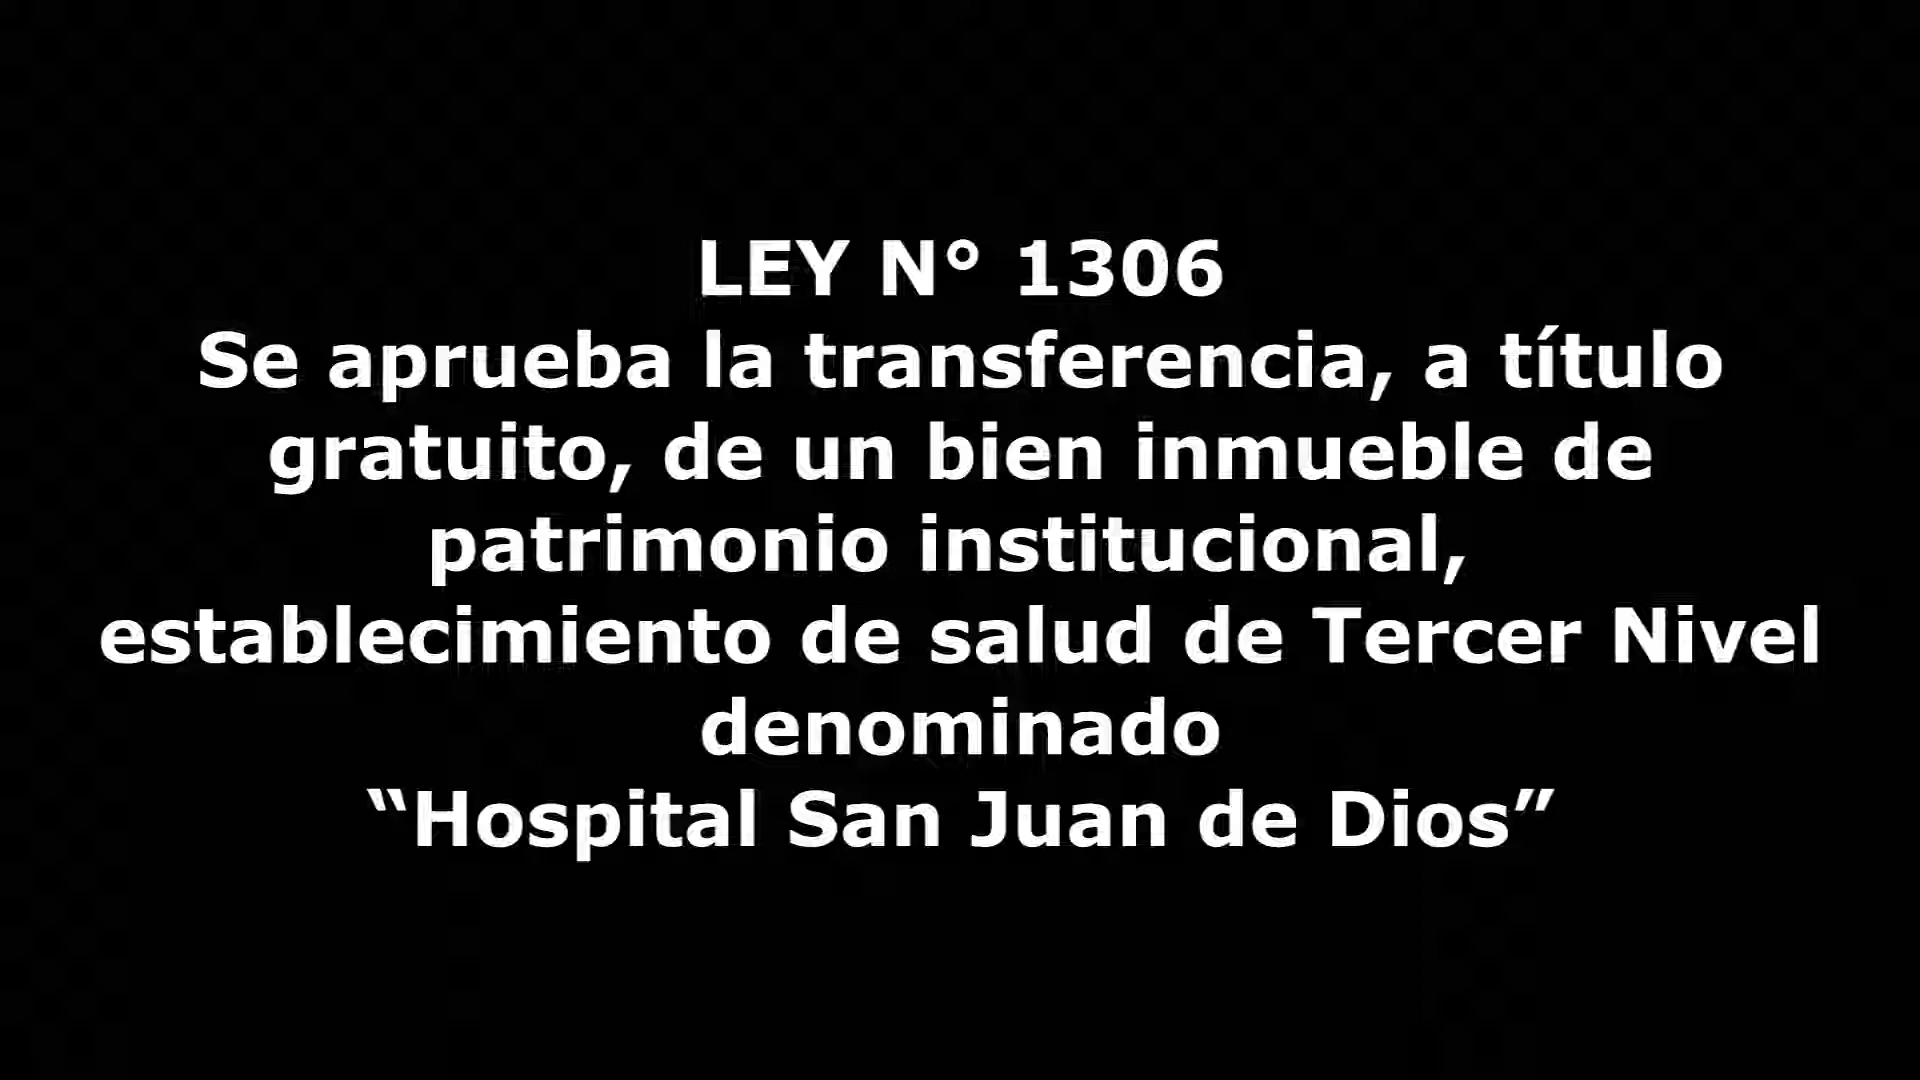 LEY N° 1306
Se aprueba la transferencia, a título
gratuito, de un bien inmueble de
patrimonio institucional,
establecimiento de salud de Tercer Nivel
denominado
“Hospital San Juan de Dios”